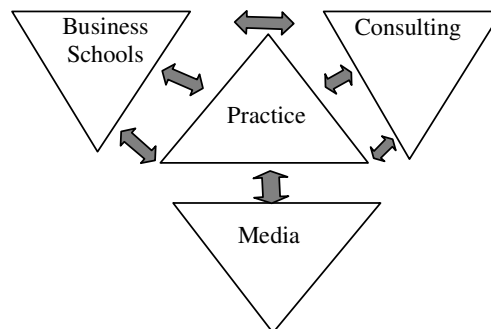 Business
Schools
Consulting
Practice
Media